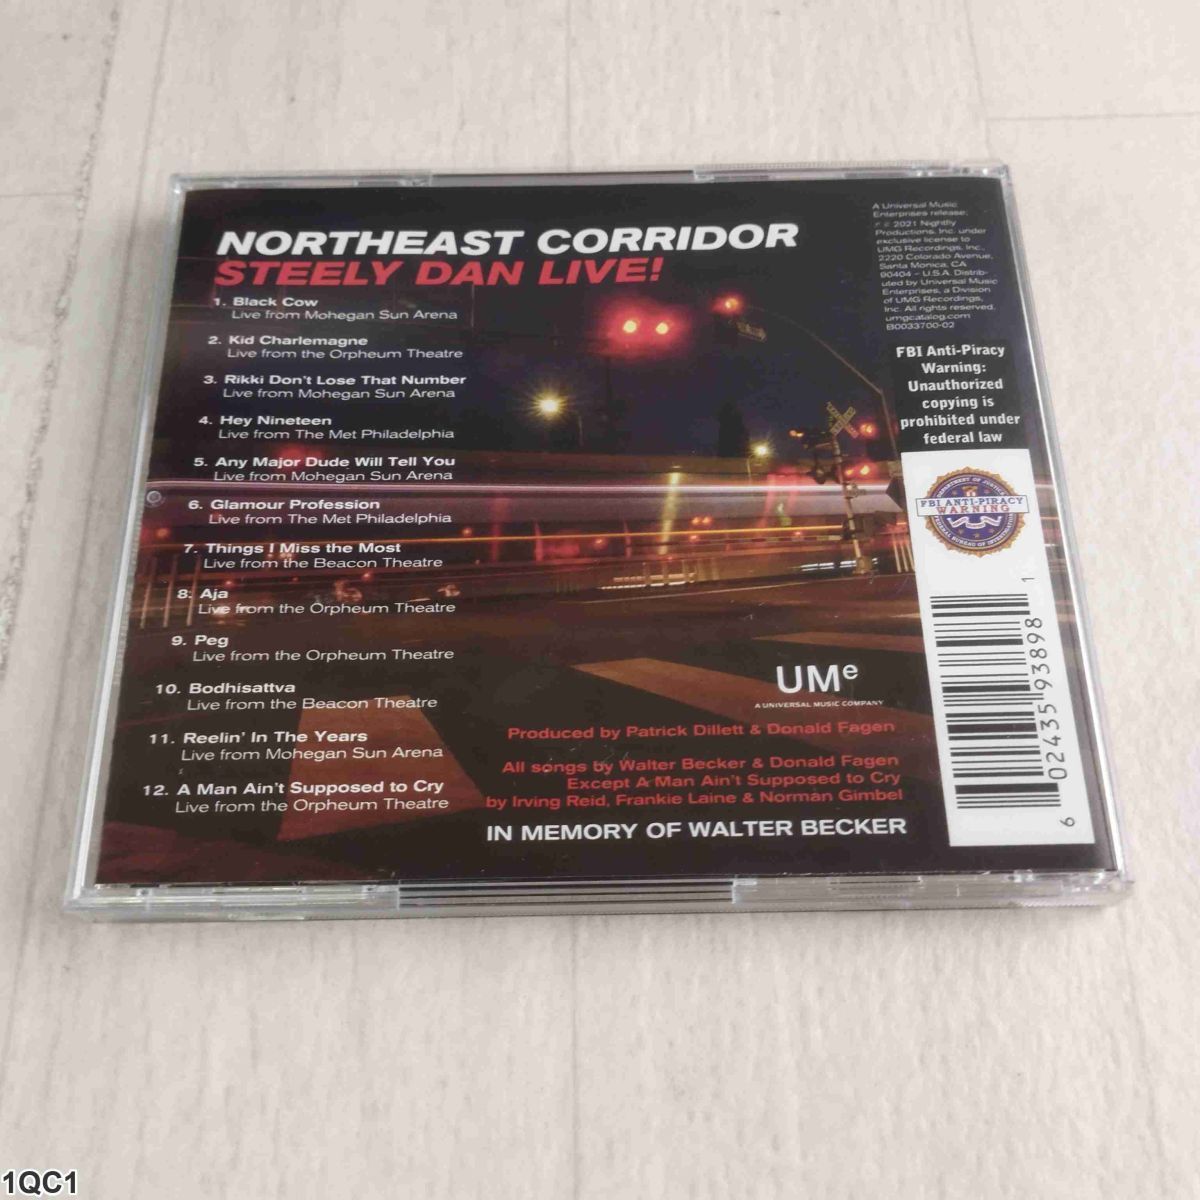 NORTHEAST CORRIDOR
STEELY DAN LIVE!
1. Black Cow
Live from Mohegan Sun Arena
2. Kid Charlemagne
Live from the Orpheum Theatre
3. Rikki Don't Lose That Number
Live from Mohegan Sun Arena
4. Hey Nineteen
Live from The Met Philadelphia
5. Any Major Dude Will Tell You
Live from Mohegan Sun Arena
6. Glamour Profession
Live from The Met Philadelphia
7. Things I Miss the Most
Live from the Beacon Theatre
8. Aja
Live from the Orpheum Theatre
9. Peg
Live from the Orpheum Theatre
10. Bodhisattva
Live from the Beacon Theatre
11. Reelin' In The Years
Live from Mohegan Sun Arena
12. A Man Ain't Supposed to Cry
Live from the Orpheum Theatre
A Universal Music
Enterprises release;
℗ © 2021 Nightfly
Productions, Inc. under
exclusive license to
UMG Recordings, Inc.,
2220 Colorado Avenue,
Santa Monica, CA
90404 – U.S.A. Distrib-
uted by Universal Music
Enterprises, a Division
of UMG Recordings,
Inc. All rights reserved.
umgcatalog.com
B0033700-02
FBI Anti-Piracy
Warning:
Unauthorized
copying is
prohibited under
federal law
DEPARTMENT OF JUSTICE
FBI ANTI-PIRACY
WARNING
FEDERAL BUREAU OF INVESTIGATION
6 02435 93898 1
UMe
A UNIVERSAL MUSIC COMPANY
Produced by Patrick Dillett & Donald Fagen
All songs by Walter Becker & Donald Fagen
Except A Man Ain't Supposed to Cry
by Irving Reid, Frankie Laine & Norman Gimbel
IN MEMORY OF WALTER BECKER
1QC1